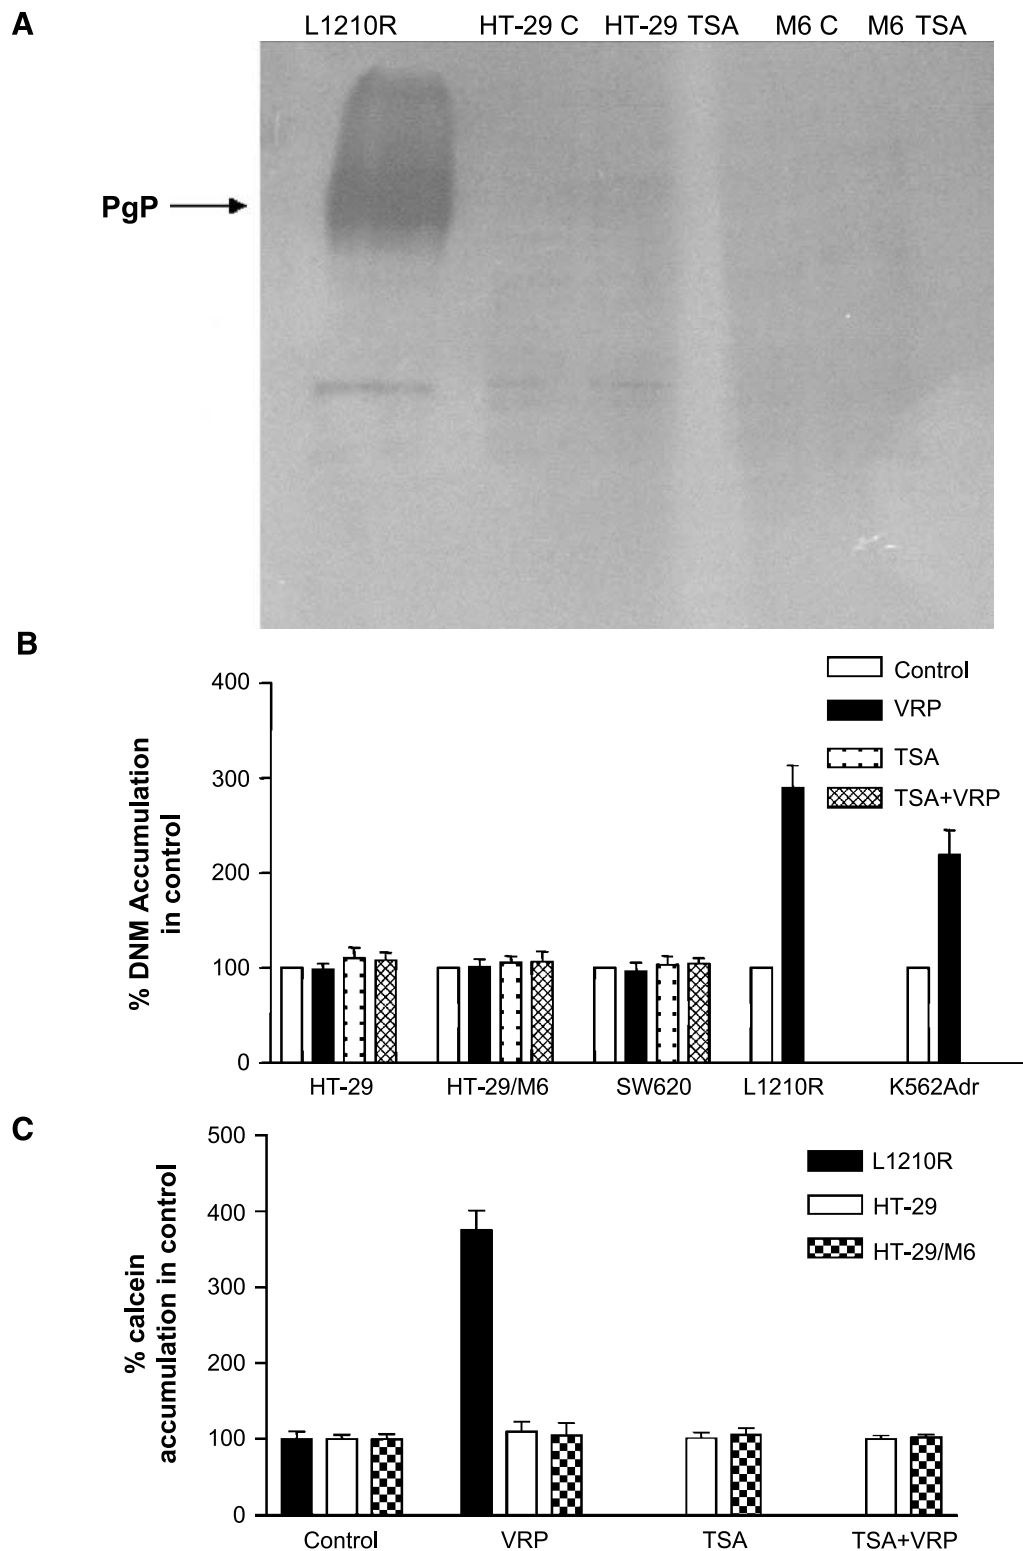 A
L1210R HT-29 C HT-29 TSA M6 C M6 TSA
PgP
B
Control
VRP
TSA
TSA+VRP
400
300
200
100
0
% DNM Accumulation
in control
HT-29 HT-29/M6 SW620 L1210R K562Adr
C
L1210R
HT-29
HT-29/M6
500
400
300
200
100
0
% calcein
accumulation in control
Control VRP TSA TSA+VRP